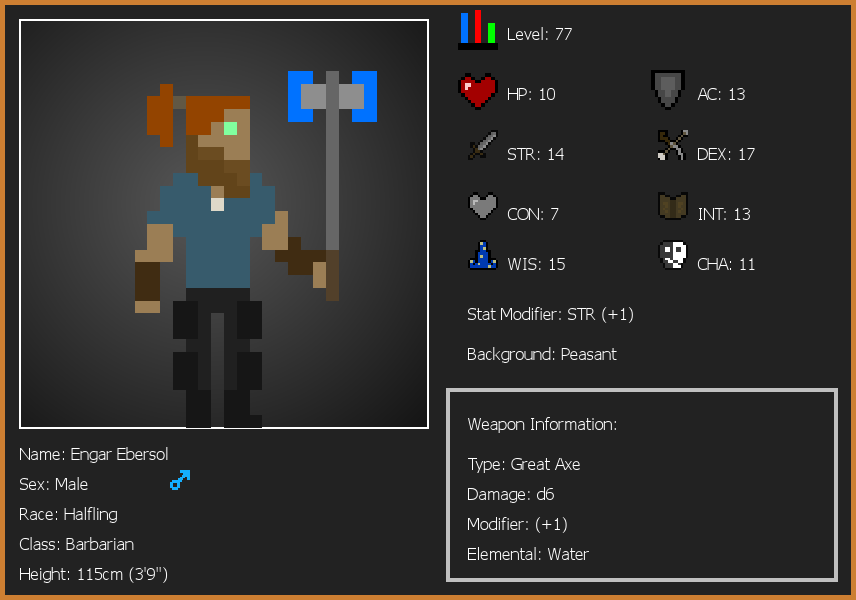 Level: 77
HP: 10
AC: 13
STR: 14
DEX: 17
CON: 7
INT: 13
WIS: 15
CHA: 11
Stat Modifier: STR (+1)
Background: Peasant
Weapon Information:
Type: Great Axe
Damage: d6
Modifier: (+1)
Elemental: Water
Name: Engar Ebersol
Sex: Male
Race: Halfling
Class: Barbarian
Height: 115cm (3'9")